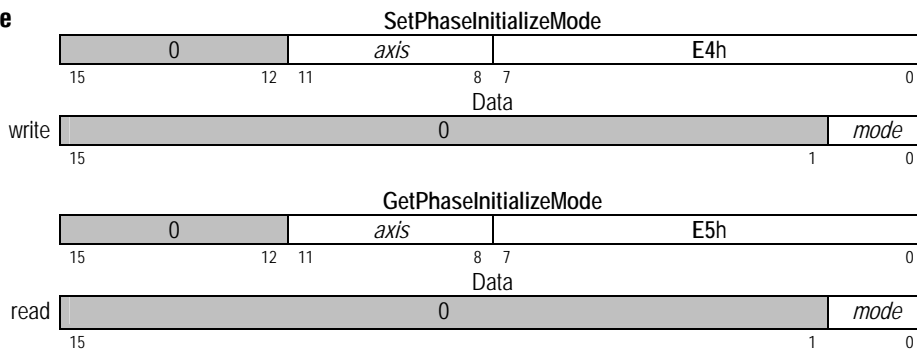 e
SetPhaseInitializeMode
0 axis E4h
15 12 11 8 7 0
Data
write 0 mode
15 1 0
GetPhaseInitializeMode
0 axis E5h
15 12 11 8 7 0
Data
read 0 mode
15 1 0